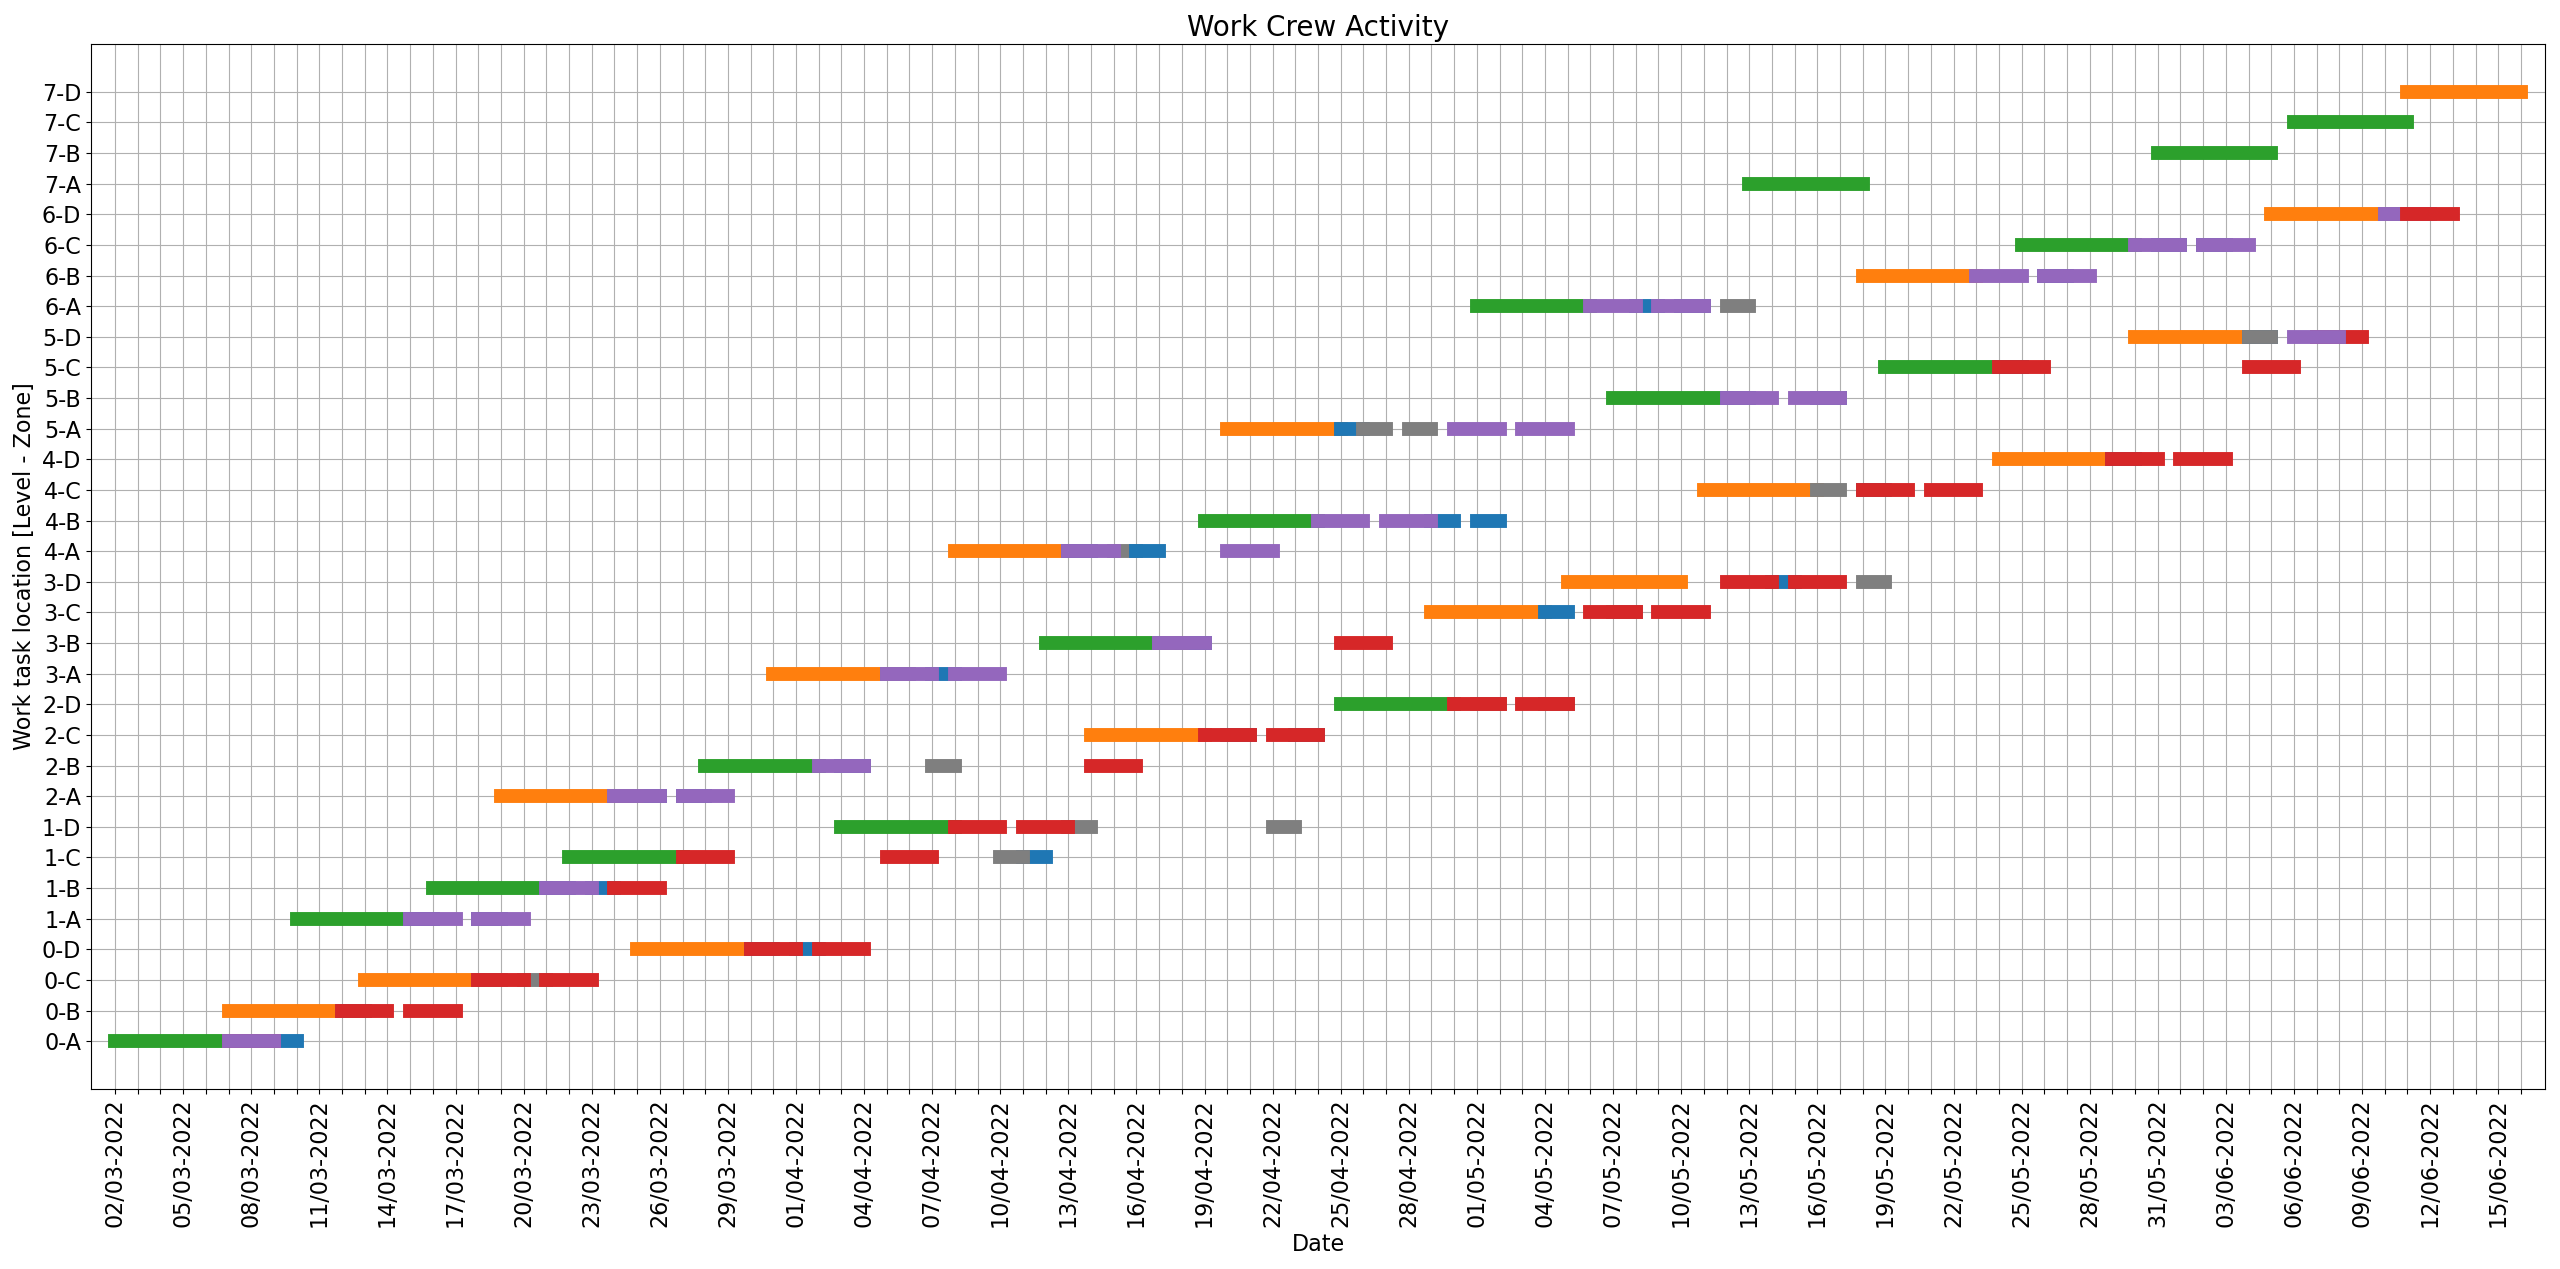 Work Crew Activity
Work task location [Level - Zone]
7-D
7-C
7-B
7-A
6-D
6-C
6-B
6-A
5-D
5-C
5-B
5-A
4-D
4-C
4-B
4-A
3-D
3-C
3-B
3-A
2-D
2-C
2-B
2-A
1-D
1-C
1-B
1-A
0-D
0-C
0-B
0-A
02/03-2022
05/03-2022
08/03-2022
11/03-2022
14/03-2022
17/03-2022
20/03-2022
23/03-2022
26/03-2022
29/03-2022
01/04-2022
04/04-2022
07/04-2022
10/04-2022
13/04-2022
16/04-2022
19/04-2022
22/04-2022
25/04-2022
28/04-2022
01/05-2022
04/05-2022
07/05-2022
10/05-2022
13/05-2022
16/05-2022
19/05-2022
22/05-2022
25/05-2022
28/05-2022
31/05-2022
03/06-2022
06/06-2022
09/06-2022
12/06-2022
15/06-2022
Date